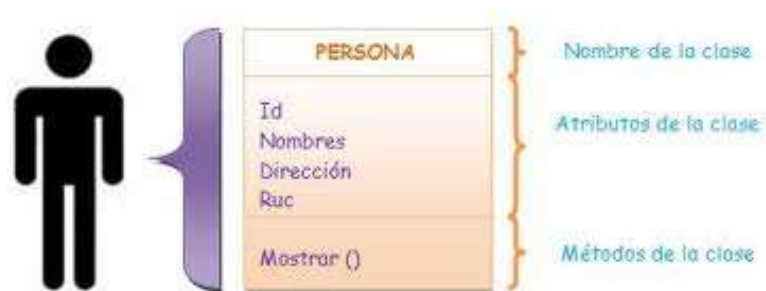 PERSONA
Nombre de la clase
Id
Nombres
Dirección
Ruc
Atributos de la clase
Mostrar ()
Métodos de la clase